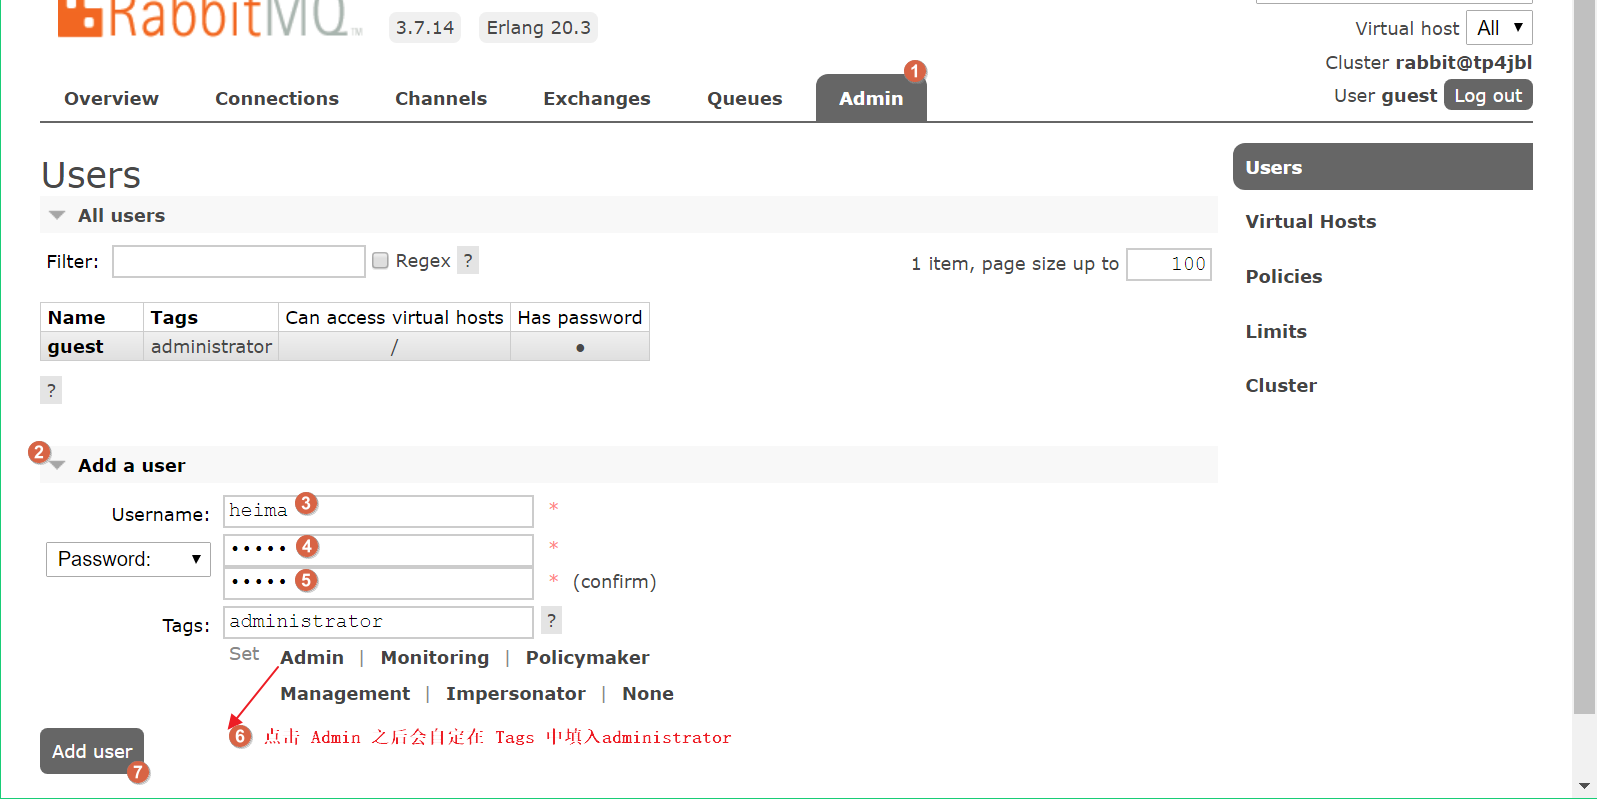 RabbitMQ TM 3.7.14 Erlang 20.3
Virtual host All
Cluster rabbit@tp4jbl
User guest Log out
Overview Connections Channels Exchanges Queues Admin 1
Users
All users
Filter: Regex ? 1 item, page size up to 100
Name Tags Can access virtual hosts Has password
guest administrator / ●
?
2 Add a user
Username: heima 3 *
Password: ••••• 4 *
••••• 5 * (confirm)
Tags: administrator ?
Set Admin | Monitoring | Policymaker
Management | Impersonator | None
6 点击 Admin 之后会自定在 Tags 中填入administrator
Add user 7
Users
Virtual Hosts
Policies
Limits
Cluster